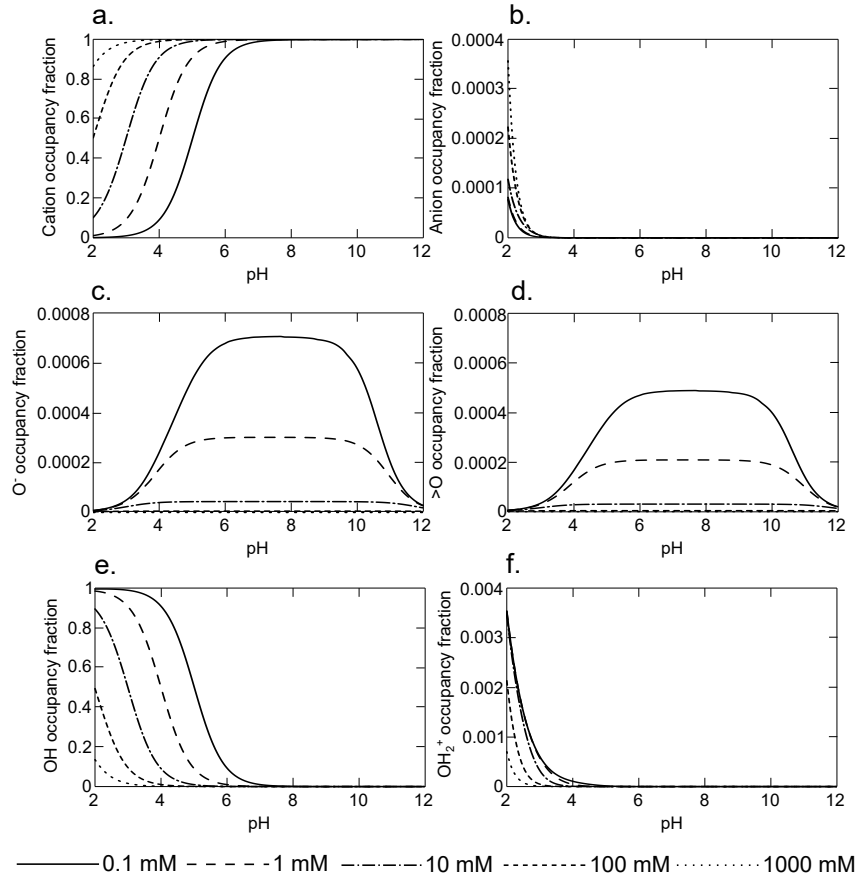 a.
Cation occupancy fraction
1
0.8
0.6
0.4
0.2
0
2 4 6 8 10 12
pH
b.
Anion occupancy fraction
0.0004
0.0003
0.0002
0.0001
0
2 4 6 8 10 12
pH
c.
O⁻ occupancy fraction
0.0008
0.0006
0.0004
0.0002
0
2 4 6 8 10 12
pH
d.
>O occupancy fraction
0.0008
0.0006
0.0004
0.0002
0
2 4 6 8 10 12
pH
e.
OH occupancy fraction
1
0.8
0.6
0.4
0.2
0
2 4 6 8 10 12
pH
f.
OH₂⁺ occupancy fraction
0.004
0.003
0.002
0.001
0
2 4 6 8 10 12
pH
0.1 mM 1 mM 10 mM 100 mM 1000 mM